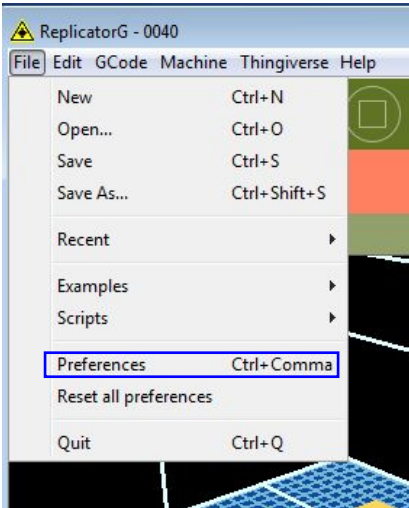 ReplicatorG - 0040
File Edit GCode Machine Thingiverse Help
New Ctrl+N
Open... Ctrl+O
Save Ctrl+S
Save As... Ctrl+Shift+S
Recent
Examples
Scripts
Preferences Ctrl+Comma
Reset all preferences
Quit Ctrl+Q